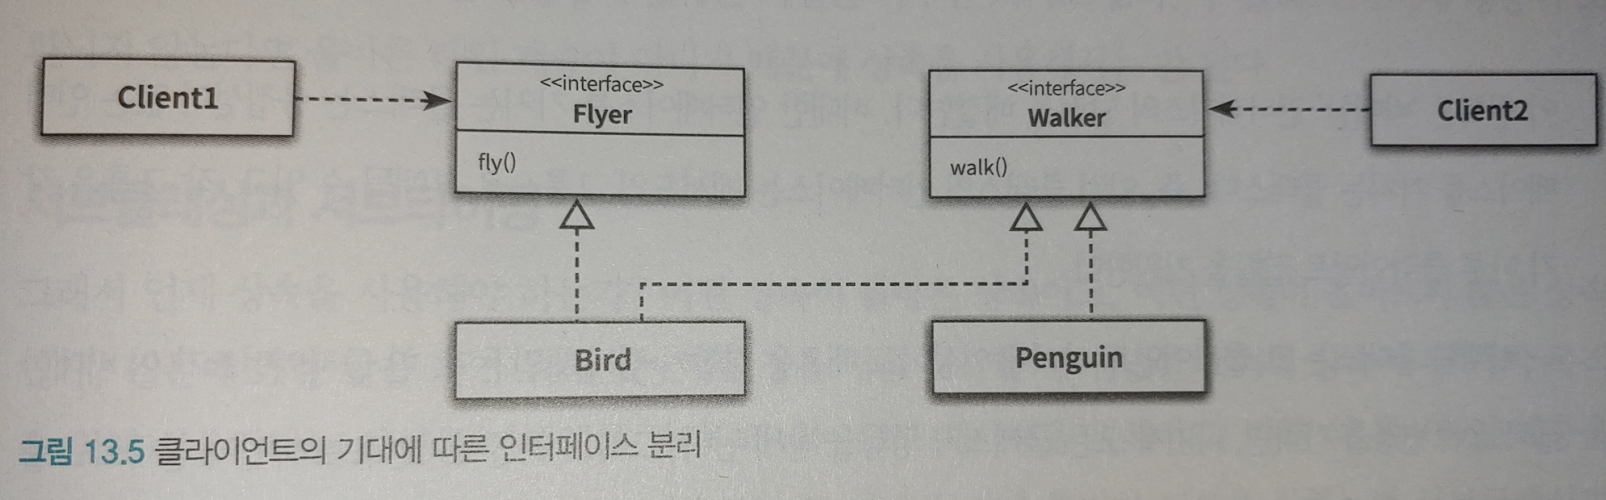 Client1
<<interface>>
Flyer
fly()
<<interface>>
Walker
walk()
Client2
Bird
Penguin
그림 13.5 클라이언트의 기대에 따른 인터페이스 분리